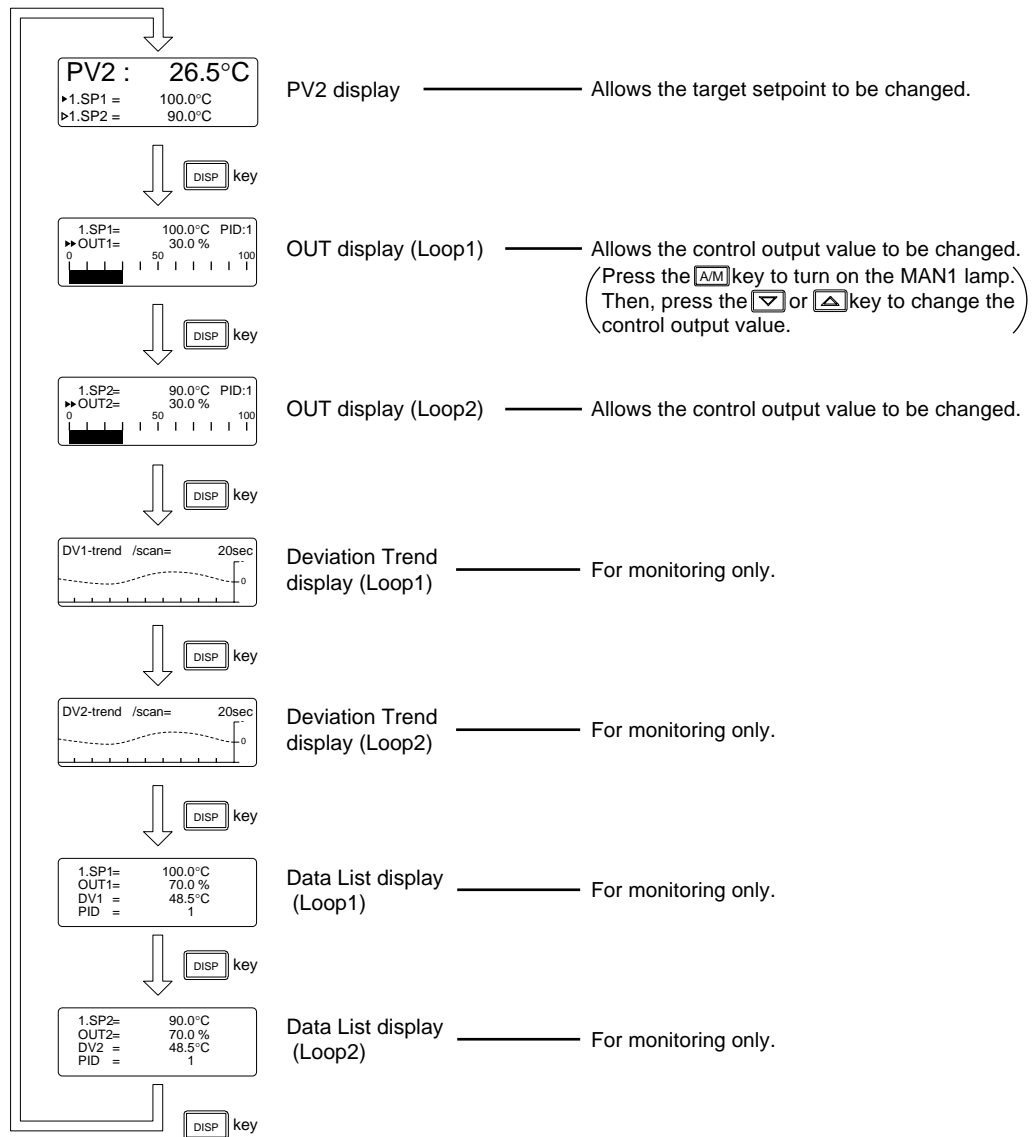 PV2 : 26.5°C
▸1.SP1 = 100.0°C
▹1.SP2 = 90.0°C
PV2 display
Allows the target setpoint to be changed.
DISP key
1.SP1= 100.0°C PID:1
▸▸OUT1= 30.0 %
0 50 100
OUT display (Loop1)
Allows the control output value to be changed.
Press the A/M key to turn on the MAN1 lamp.
Then, press the ▽ or △ key to change the
control output value.
DISP key
1.SP2= 90.0°C PID:1
▸▸OUT2= 30.0 %
0 50 100
OUT display (Loop2)
Allows the control output value to be changed.
DISP key
DV1-trend /scan= 20sec
0
Deviation Trend
display (Loop1)
For monitoring only.
DISP key
DV2-trend /scan= 20sec
0
Deviation Trend
display (Loop2)
For monitoring only.
DISP key
1.SP1= 100.0°C
OUT1= 70.0 %
DV1 = 48.5°C
PID = 1
Data List display
(Loop1)
For monitoring only.
DISP key
1.SP2= 90.0°C
OUT2= 70.0 %
DV2 = 48.5°C
PID = 1
Data List display
(Loop2)
For monitoring only.
DISP key